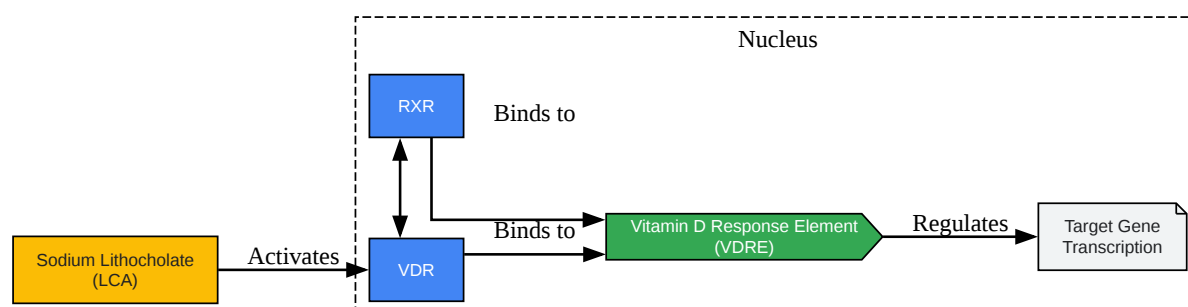 Nucleus
RXR
Binds to
Sodium Lithocholate
(LCA)
Activates
VDR
Binds to
Vitamin D Response Element
(VDRE)
Regulates
Target Gene
Transcription